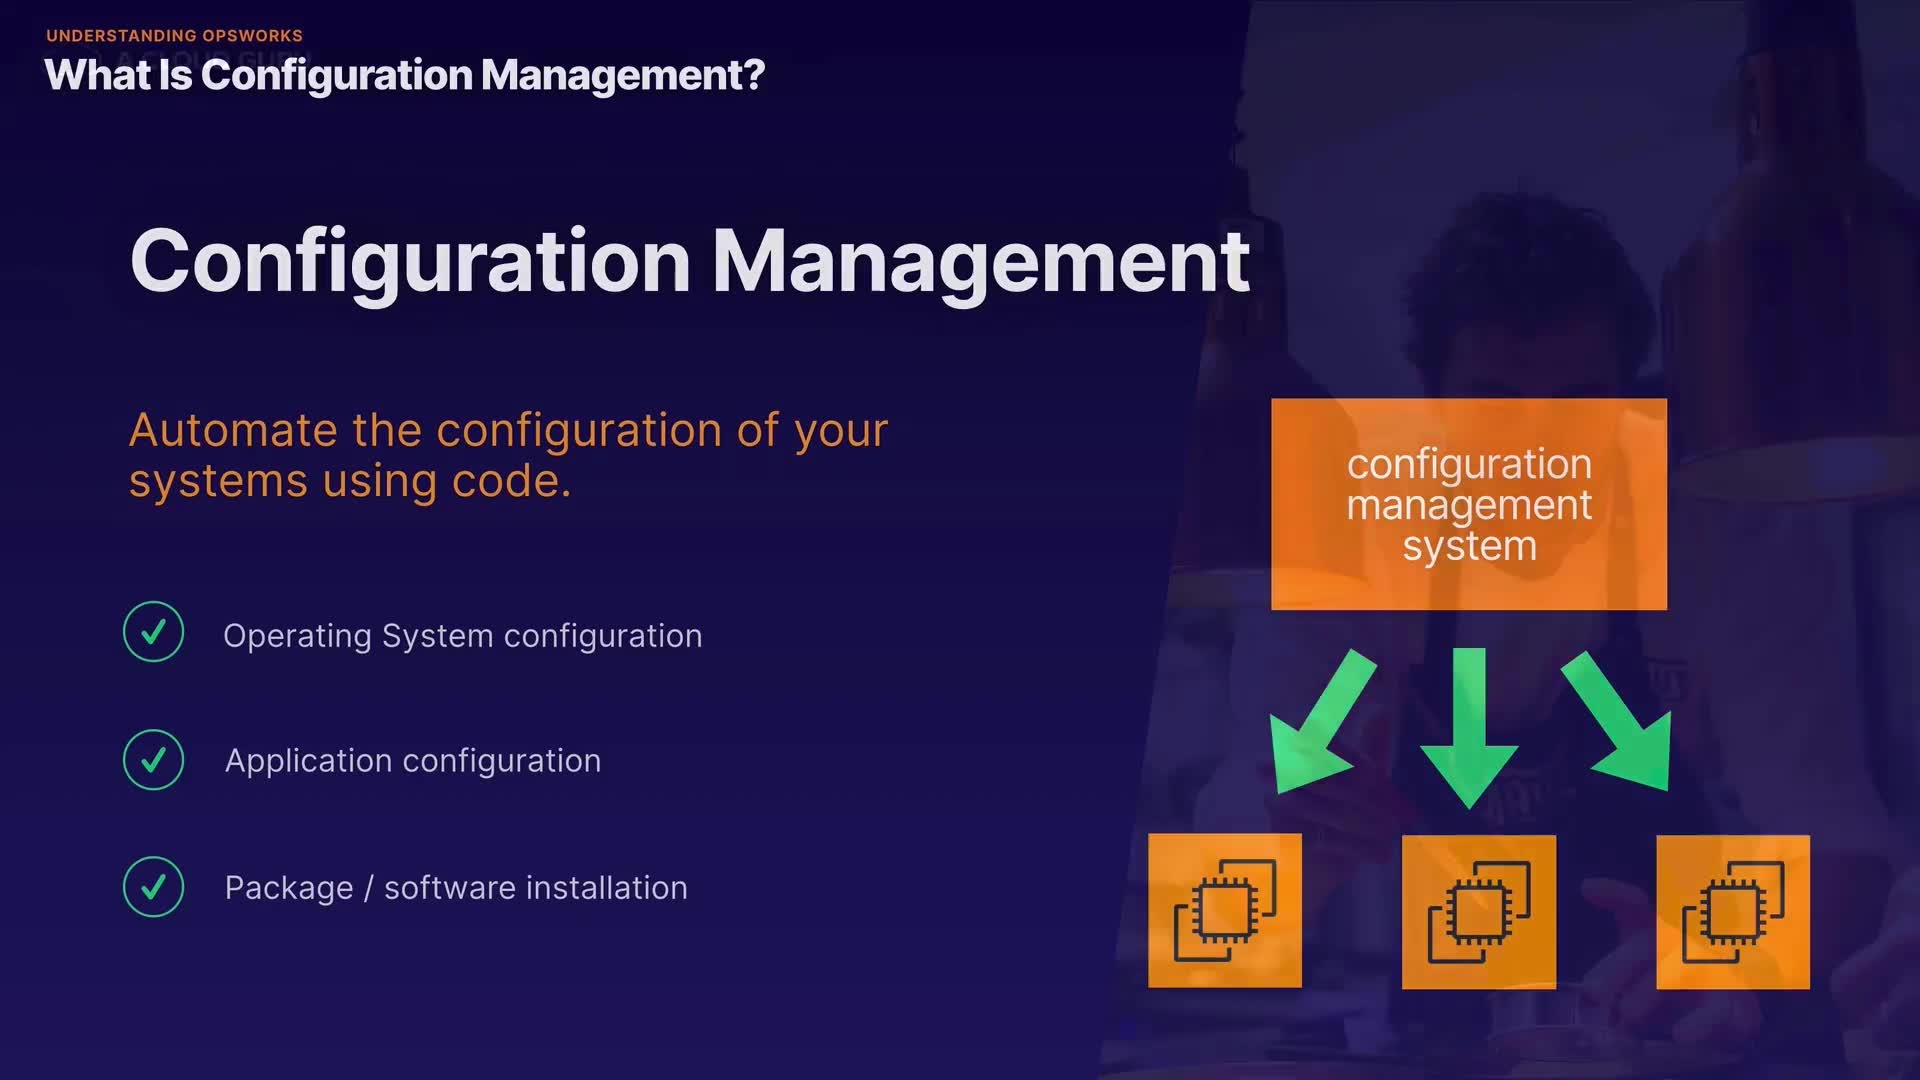 UNDERSTANDING OPSWORKS
What Is Configuration Management?
Configuration Management
Automate the configuration of your
systems using code.
Operating System configuration
Application configuration
Package / software installation
configuration
management
system